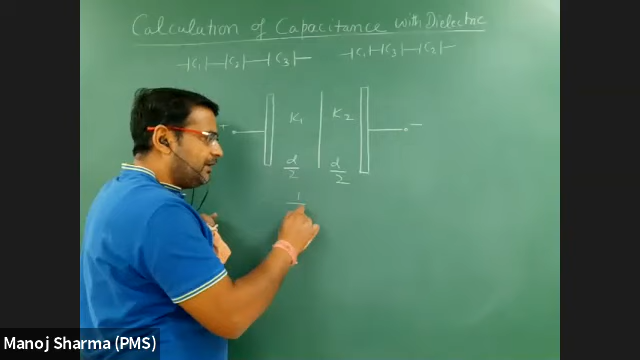 Calculation of Capacitance with Dielectric
C1 C2 C3 C1 C3 C2
K1 K2
d/2 d/2
1
Manoj Sharma (PMS)